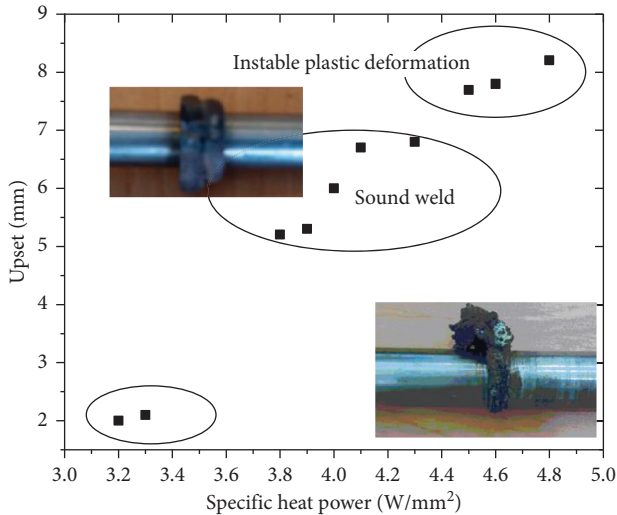 9
8
7
6
5
4
3
2
Upset (mm)
Instable plastic deformation
Sound weld
3.0 3.2 3.4 3.6 3.8 4.0 4.2 4.4 4.6 4.8 5.0
Specific heat power (W/mm²)